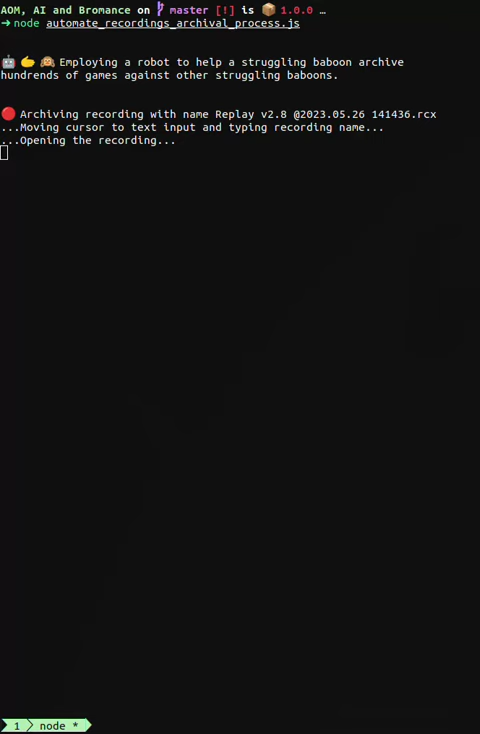 AOM, AI and Bromance on master [!] is 📦 1.0.0 …
➜ node automate_recordings_archival_process.js
🤖 🫱 🙉 Employing a robot to help a struggling baboon archive
hundreds of games against other struggling baboons.
🔴 Archiving recording with name Replay v2.8 @2023.05.26 141436.rcx
...Moving cursor to text input and typing recording name...
...Opening the recording...
1 node *